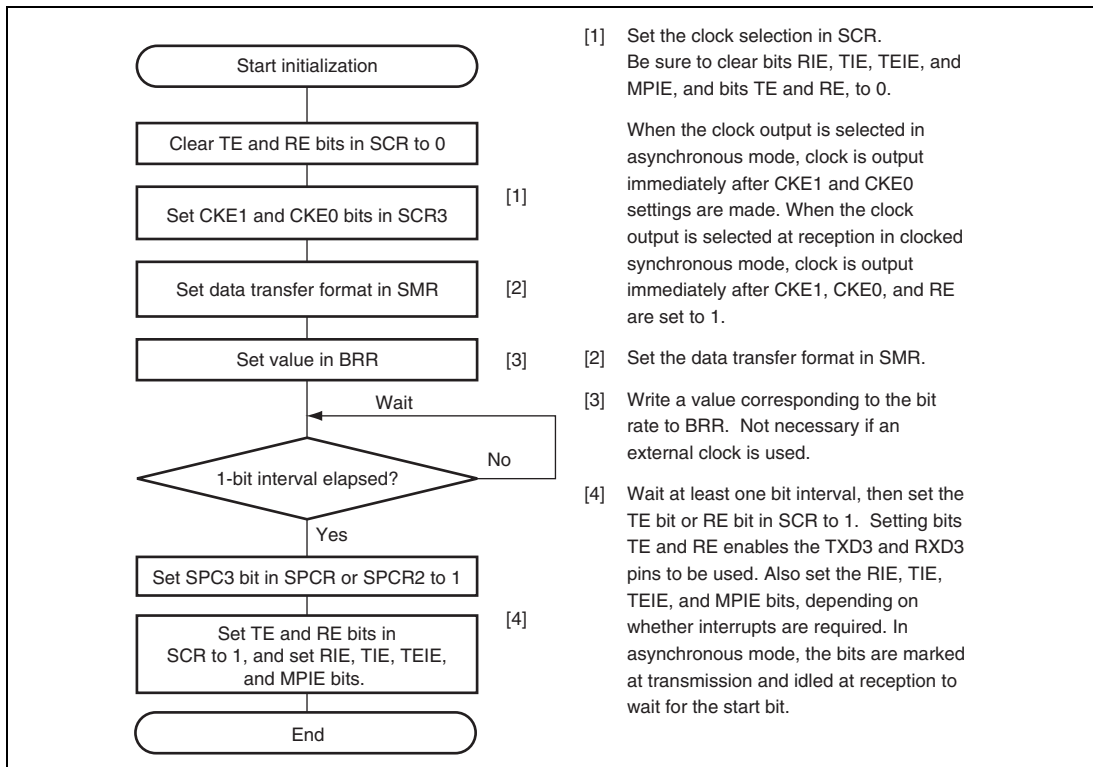 Start initialization
Clear TE and RE bits in SCR to 0
Set CKE1 and CKE0 bits in SCR3
[1]
Set data transfer format in SMR
[2]
Set value in BRR
[3]
Wait
1-bit interval elapsed?
No
Yes
Set SPC3 bit in SPCR or SPCR2 to 1
Set TE and RE bits in
SCR to 1, and set RIE, TIE, TEIE,
and MPIE bits.
[4]
End
[1] Set the clock selection in SCR.
Be sure to clear bits RIE, TIE, TEIE, and
MPIE, and bits TE and RE, to 0.
When the clock output is selected in
asynchronous mode, clock is output
immediately after CKE1 and CKE0
settings are made. When the clock
output is selected at reception in clocked
synchronous mode, clock is output
immediately after CKE1, CKE0, and RE
are set to 1.
[2] Set the data transfer format in SMR.
[3] Write a value corresponding to the bit
rate to BRR. Not necessary if an
external clock is used.
[4] Wait at least one bit interval, then set the
TE bit or RE bit in SCR to 1. Setting bits
TE and RE enables the TXD3 and RXD3
pins to be used. Also set the RIE, TIE,
TEIE, and MPIE bits, depending on
whether interrupts are required. In
asynchronous mode, the bits are marked
at transmission and idled at reception to
wait for the start bit.